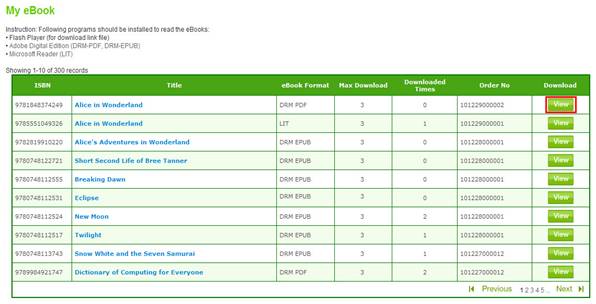 My eBook
Instruction: Following programs should be installed to read the eBooks:
• Flash Player (for download link file)
• Adobe Digital Edition (DRM-PDF, DRM-EPUB)
• Microsoft Reader (LIT)
Showing 1-10 of 300 records
ISBN Title eBook Format Max Download Downloaded Times Order No Download
9781848374249 Alice in Wonderland DRM PDF 3 0 101229000002 View
9785551049326 Alice in Wonderland LIT 3 1 101229000001 View
9782819910220 Alice's Adventures in Wonderland DRM EPUB 3 0 101228000001 View
9780748122721 Short Second Life of Bree Tanner DRM EPUB 3 0 101228000001 View
9780748112555 Breaking Dawn DRM EPUB 3 0 101228000001 View
9780748112531 Eclipse DRM EPUB 3 0 101228000001 View
9780748112524 New Moon DRM EPUB 3 2 101228000001 View
9780748112517 Twilight DRM EPUB 3 1 101228000001 View
9780748113743 Snow White and the Seven Samurai DRM EPUB 3 1 101227000012 View
9789984921747 Dictionary of Computing for Everyone DRM PDF 3 2 101227000012 View
Previous 1 2 3 4 5 ... Next